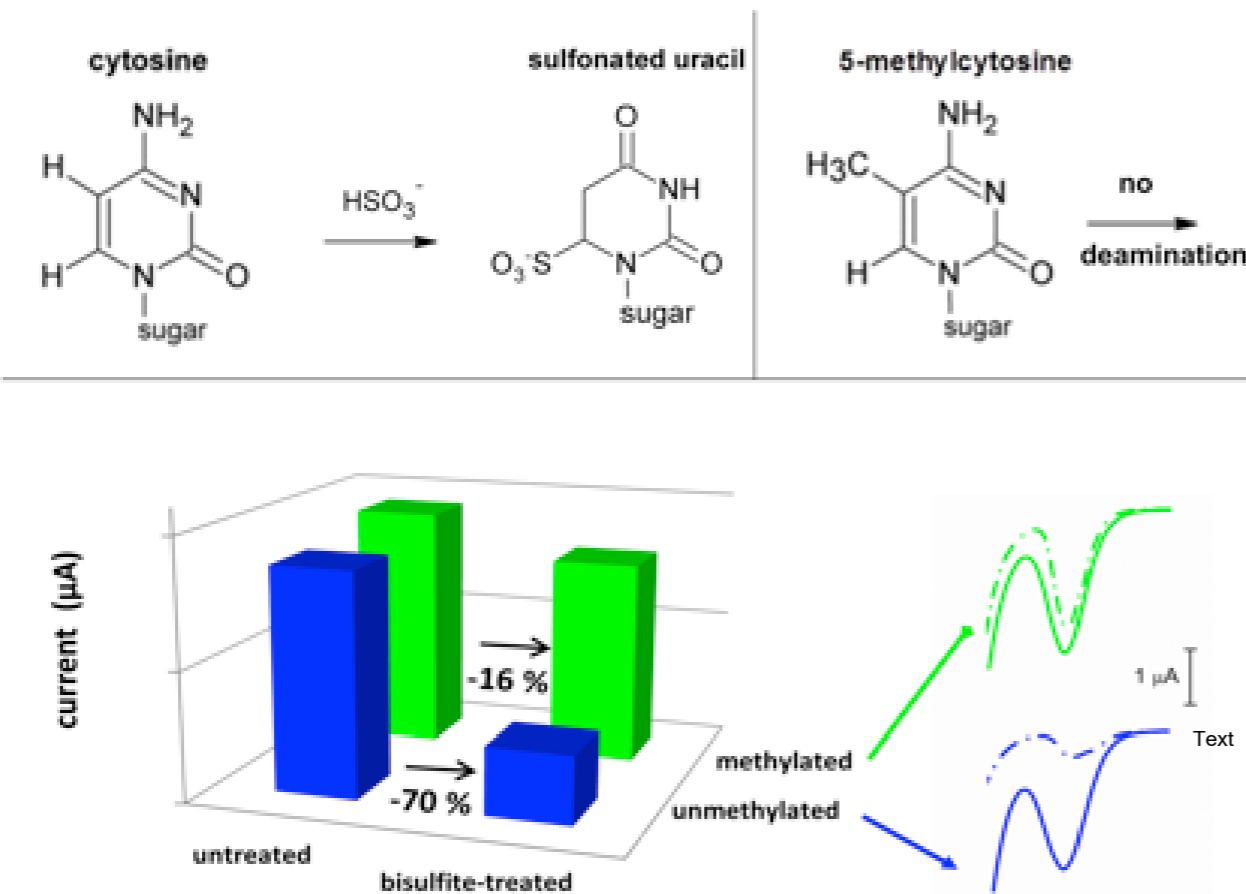 cytosine
sulfonated uracil
5-methylcytosine
NH2
H
N
HSO3-
H
N
O
sugar
O
NH
O3-S
N
O
sugar
NH2
H3C
N
no
deamination
H
N
O
sugar
current (µA)
-16 %
-70 %
untreated
bisulfite-treated
methylated
unmethylated
1 µA
Text